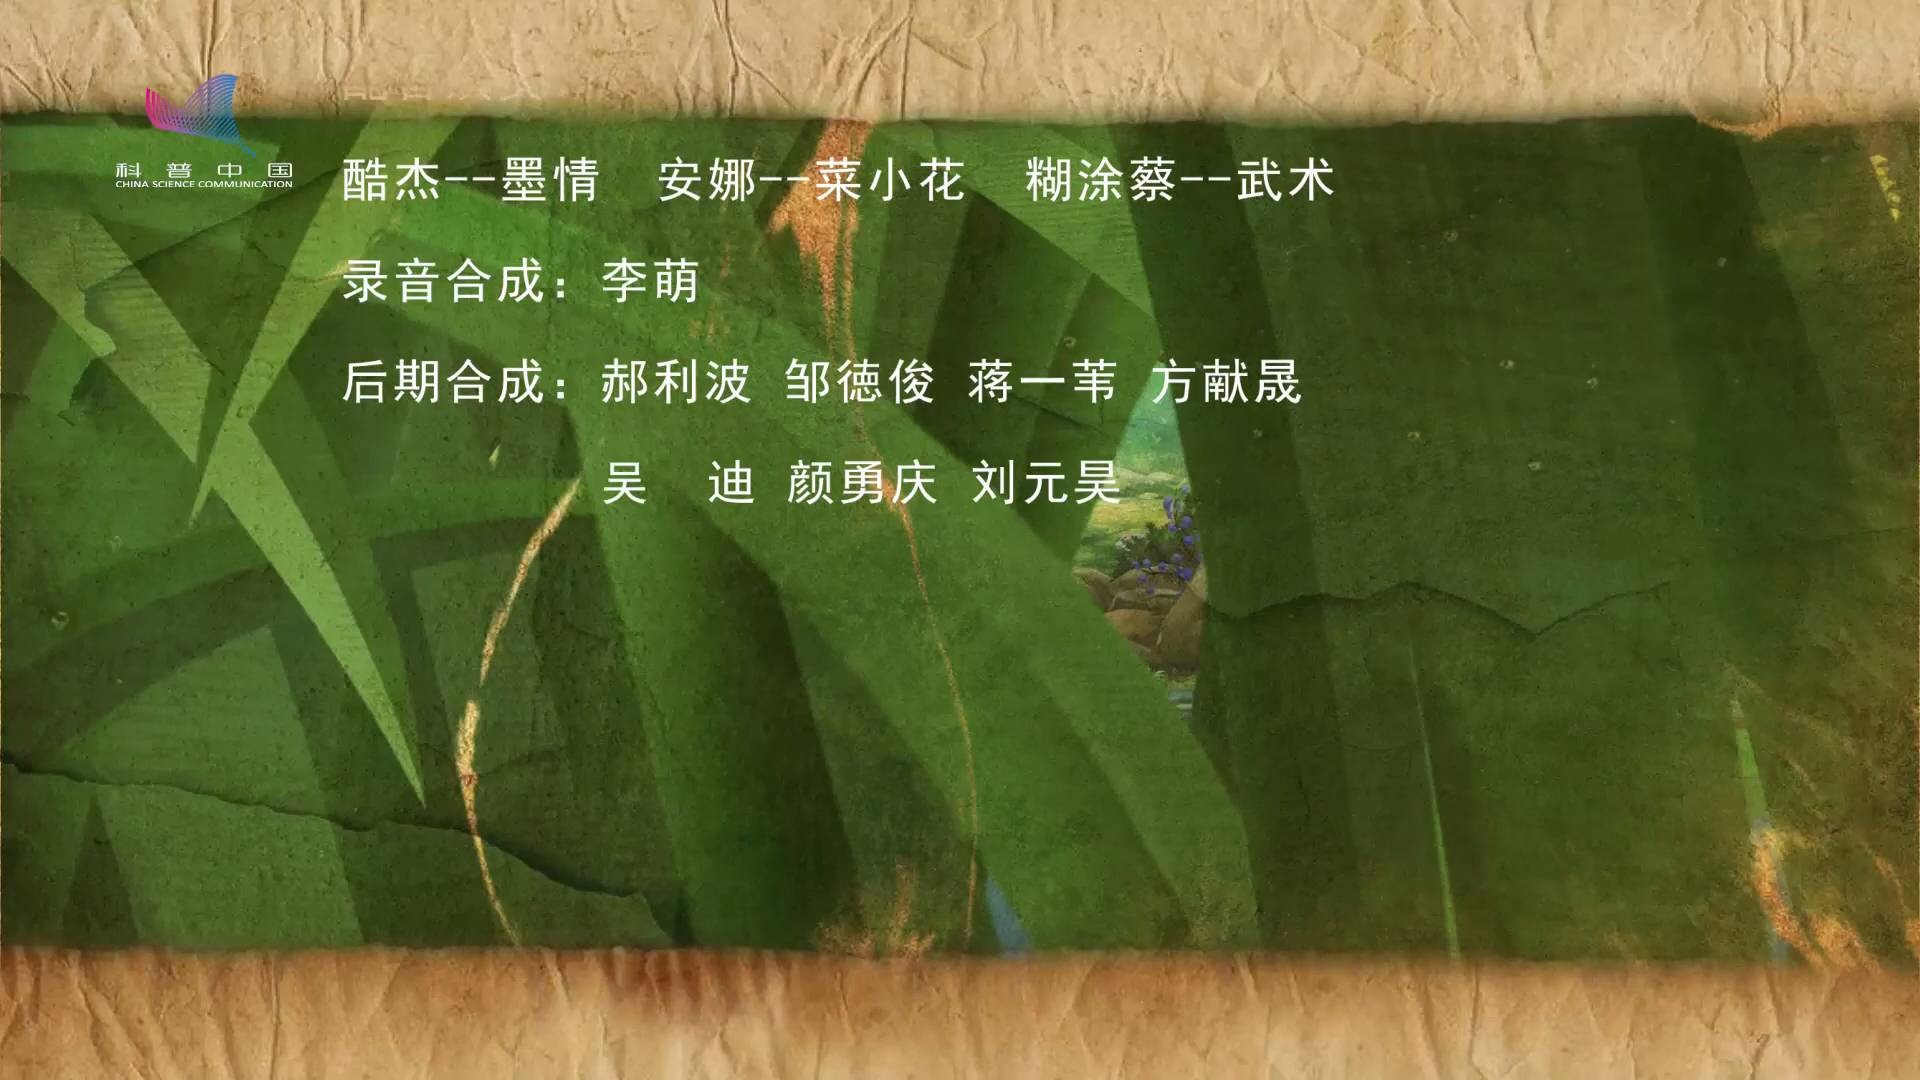 科普中国
CHINA SCIENCE COMMUNICATION
酷杰--墨情 安娜--菜小花 糊涂蔡--武术
录音合成：李萌
后期合成：郝利波 邹徳俊 蒋一苇 方献晟
吴 迪 颜勇庆 刘元昊